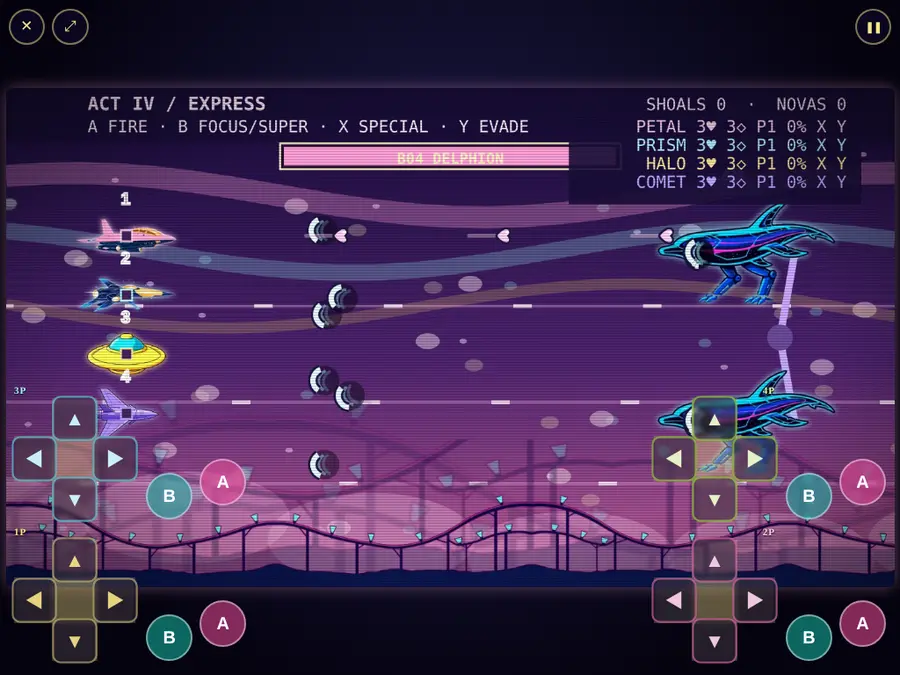 ACT IV / EXPRESS
A FIRE · B FOCUS/SUPER · X SPECIAL · Y EVADE
SHOALS 0 · NOVAS 0
PETAL 3♥ 3◇ P1 0% X Y
PRISM 3♥ 3◇ P1 0% X Y
HALO 3♥ 3◇ P1 0% X Y
COMET 3♥ 3◇ P1 0% X Y
B04 DELPHION
1
2
3
4
3P
4P
B A
B A
1P
2P
B A
B A